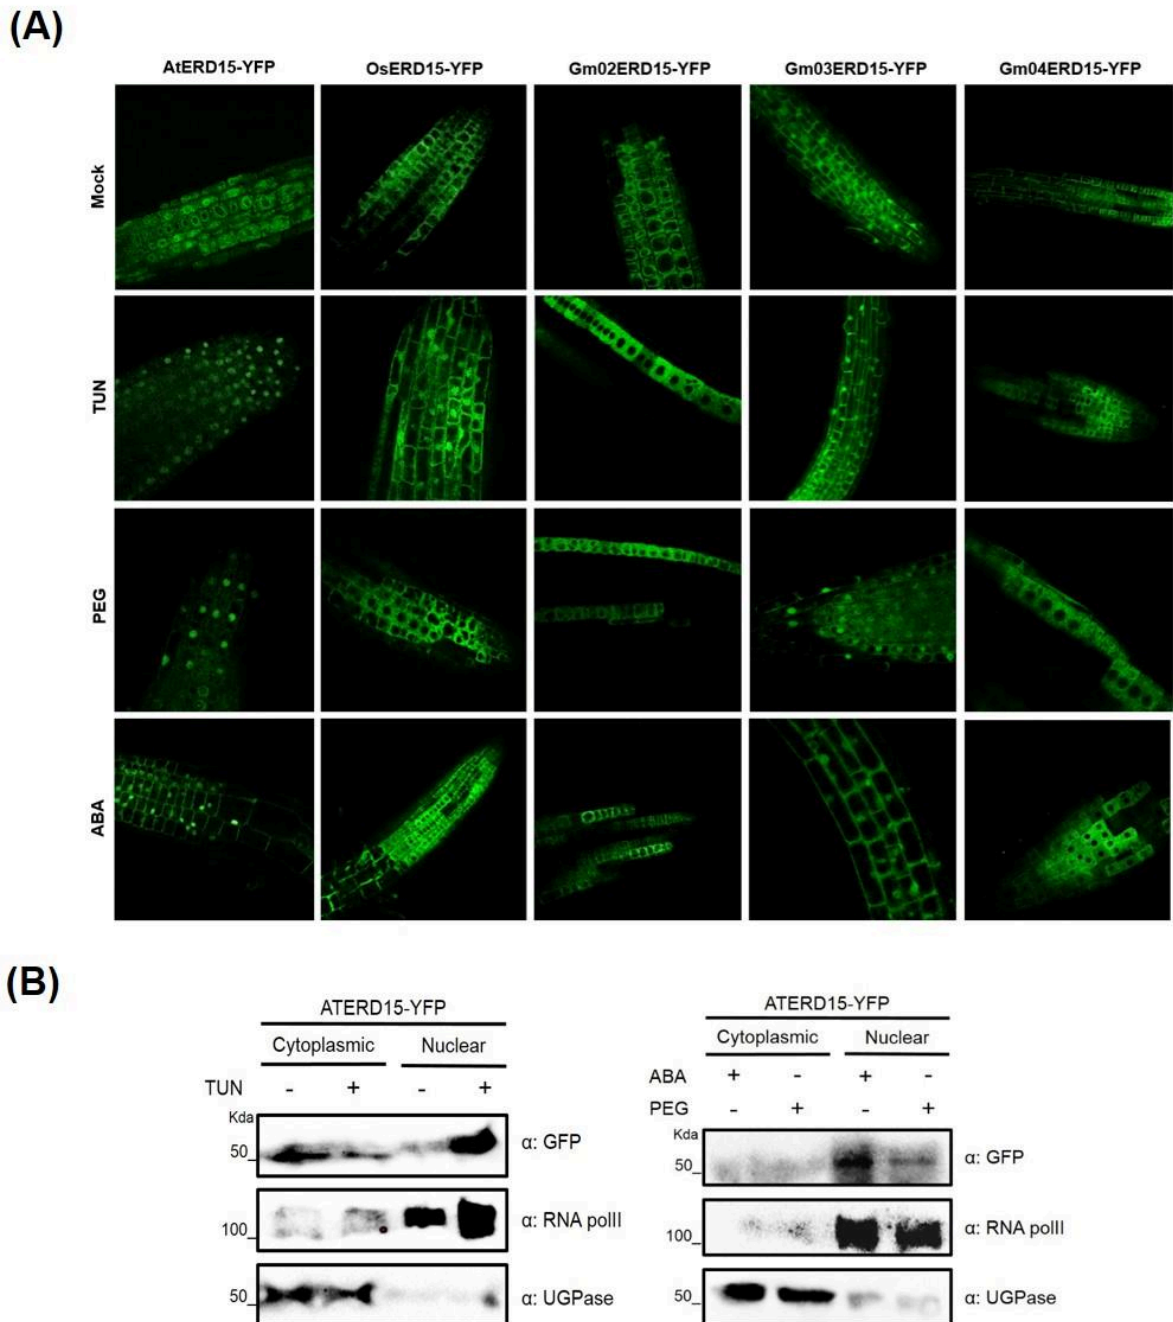 (A)
AtERD15-YFP OsERD15-YFP Gm02ERD15-YFP Gm03ERD15-YFP Gm04ERD15-YFP
Mock
TUN
PEG
ABA
(B)
ATERD15-YFP
Cytoplasmic Nuclear
TUN - + - +
Kda
50 α: GFP
100 α: RNA polII
50 α: UGPase
ATERD15-YFP
Cytoplasmic Nuclear
ABA + - + -
PEG - + - +
Kda
50 α: GFP
100 α: RNA polII
50 α: UGPase